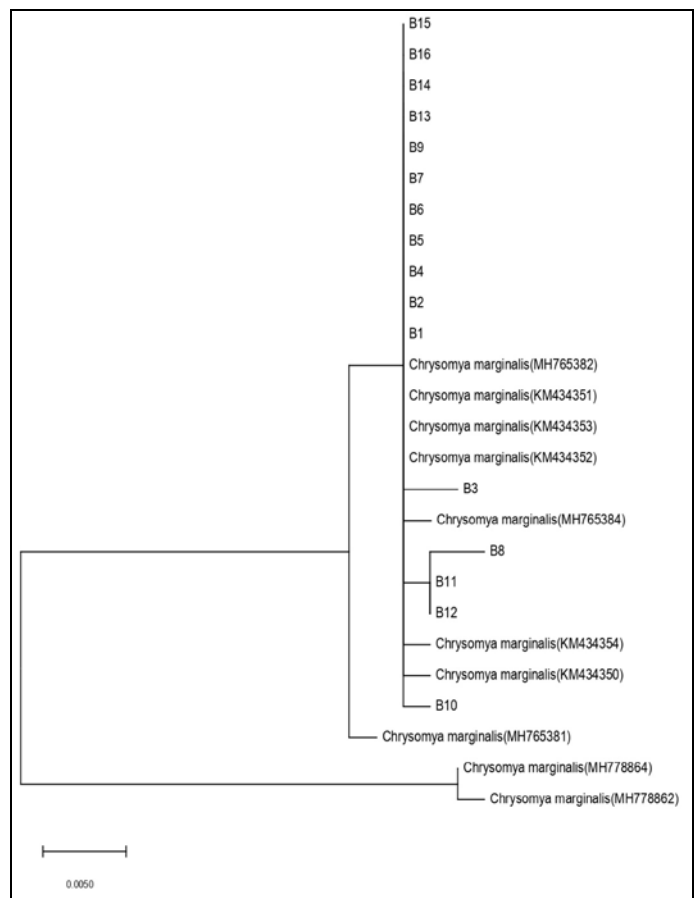 B15
B16
B14
B13
B9
B7
B6
B5
B4
B2
B1
Chrysomya marginalis(MH765382)
Chrysomya marginalis(KM434351)
Chrysomya marginalis(KM434353)
Chrysomya marginalis(KM434352)
B3
Chrysomya marginalis(MH765384)
B8
B11
B12
Chrysomya marginalis(KM434354)
Chrysomya marginalis(KM434350)
B10
Chrysomya marginalis(MH765381)
Chrysomya marginalis(MH778864)
Chrysomya marginalis(MH778862)
0.0050